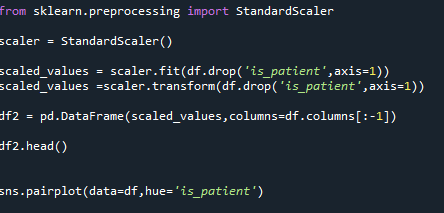 from sklearn.preprocessing import StandardScaler
scaler = StandardScaler()
scaled_values = scaler.fit(df.drop('is_patient',axis=1))
scaled_values =scaler.transform(df.drop('is_patient',axis=1))
df2 = pd.DataFrame(scaled_values,columns=df.columns[:-1])
df2.head()
sns.pairplot(data=df,hue='is_patient')